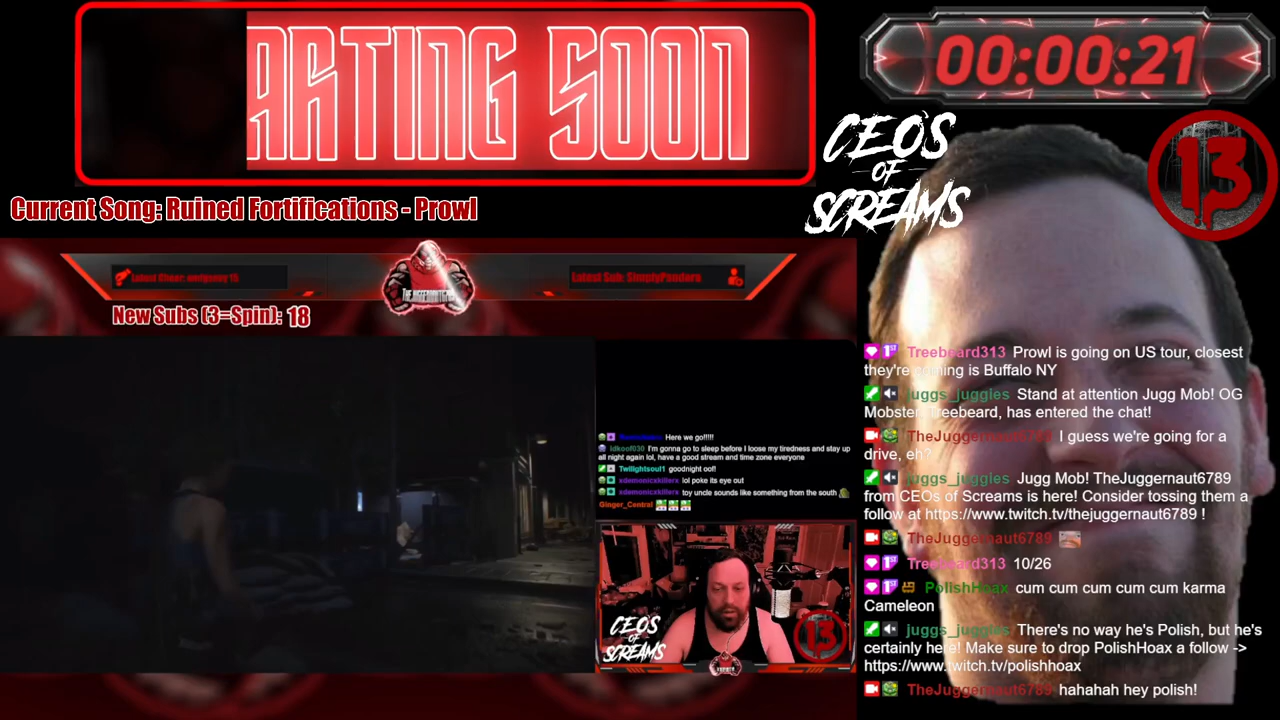 ARTING SOON
00:00:21
CEO'S
OF
SCREAMS
13
Current Song: Ruined Fortifications - Prowl
Latest Cheer: 15
Latest Sub: SimplyPandora
New Subs (3=Spin): 18
Here we go!!!!!
idkoof030 I'm gonna go to sleep before I loose my tiredness and stay up
all night again lol, have a good stream and time zone everyone
Twilightsoul1 goodnight oof!
xdemonicxkillerx lol poke its eye out
xdemonicxkillerx toy uncle sounds like something from the south
Ginger_Central
CEO'S
OF
SCREAMS
13
Treebeard313 Prowl is going on US tour, closest
they're coming is Buffalo NY
juggs_juggies Stand at attention Jugg Mob! OG
Mobster, Treebeard, has entered the chat!
TheJuggernaut6789 I guess we're going for a
drive, eh?
juggs_juggies Jugg Mob! TheJuggernaut6789
from CEOs of Screams is here! Consider tossing them a
follow at https://www.twitch.tv/thejuggernaut6789 !
TheJuggernaut6789
Treebeard313 10/26
PolishHoax cum cum cum cum cum karma
Cameleon
juggs_juggies There's no way he's Polish, but he's
certainly here! Make sure to drop PolishHoax a follow ->
https://www.twitch.tv/polishhoax
TheJuggernaut6789 hahahah hey polish!